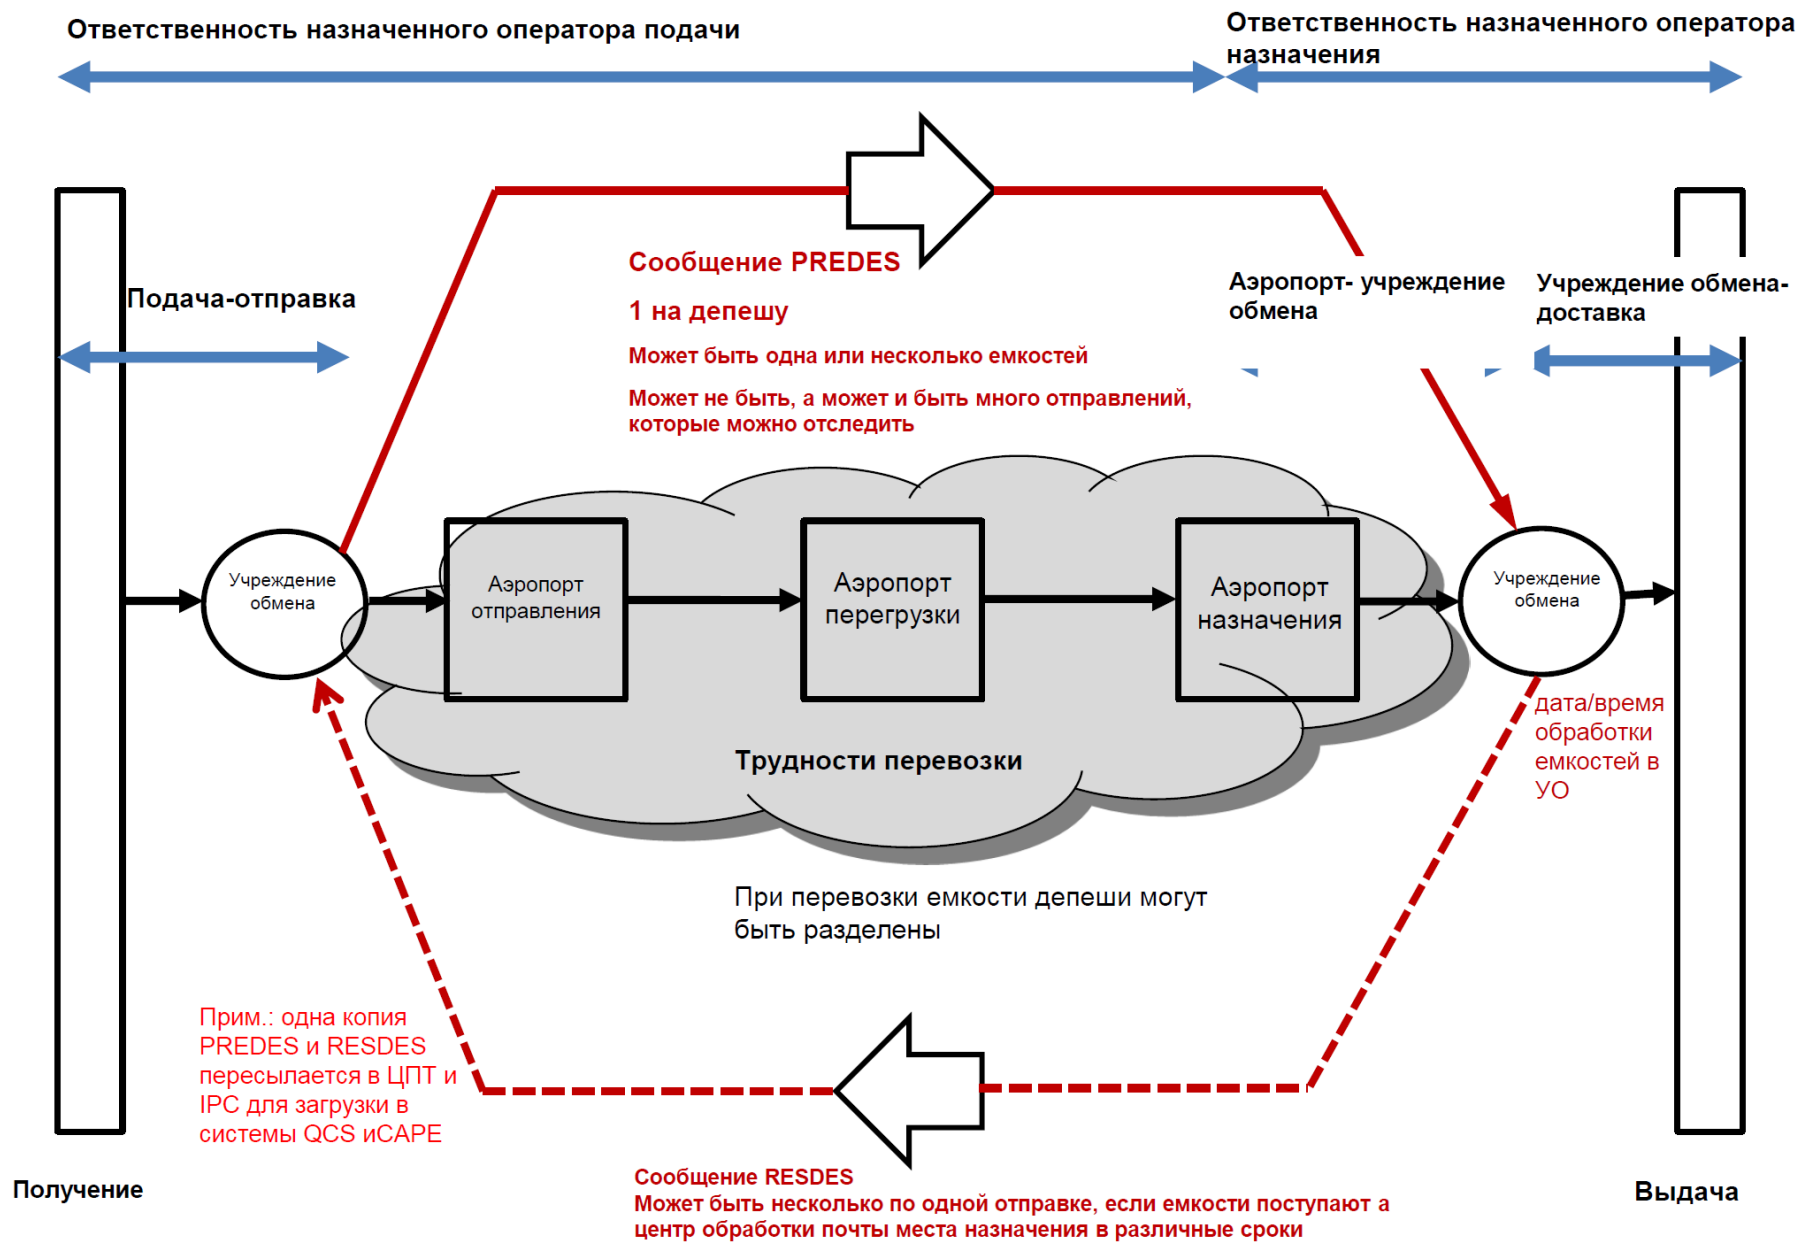 Ответственность назначенного оператора подачи
Ответственность назначенного оператора
назначения
Сообщение PREDES
1 на депешу
Может быть одна или несколько емкостей
Может не быть, а может и быть много отправлений,
которые можно отследить
Подача-отправка
Аэропорт- учреждение
обмена
Учреждение обмена-
доставка
Учреждение
обмена
Аэропорт
отправления
Аэропорт
перегрузки
Аэропорт
назначения
Учреждение
обмена
Трудности перевозки
дата/время
обработки
емкостей в
УО
При перевозки емкости депеши могут
быть разделены
Прим.: одна копия
PREDES и RESDES
пересылается в ЦПТ и
IPC для загрузки в
системы QCS иCAPE
Получение
Сообщение RESDES
Может быть несколько по одной отправке, если емкости поступают а
центр обработки почты места назначения в различные сроки
Выдача